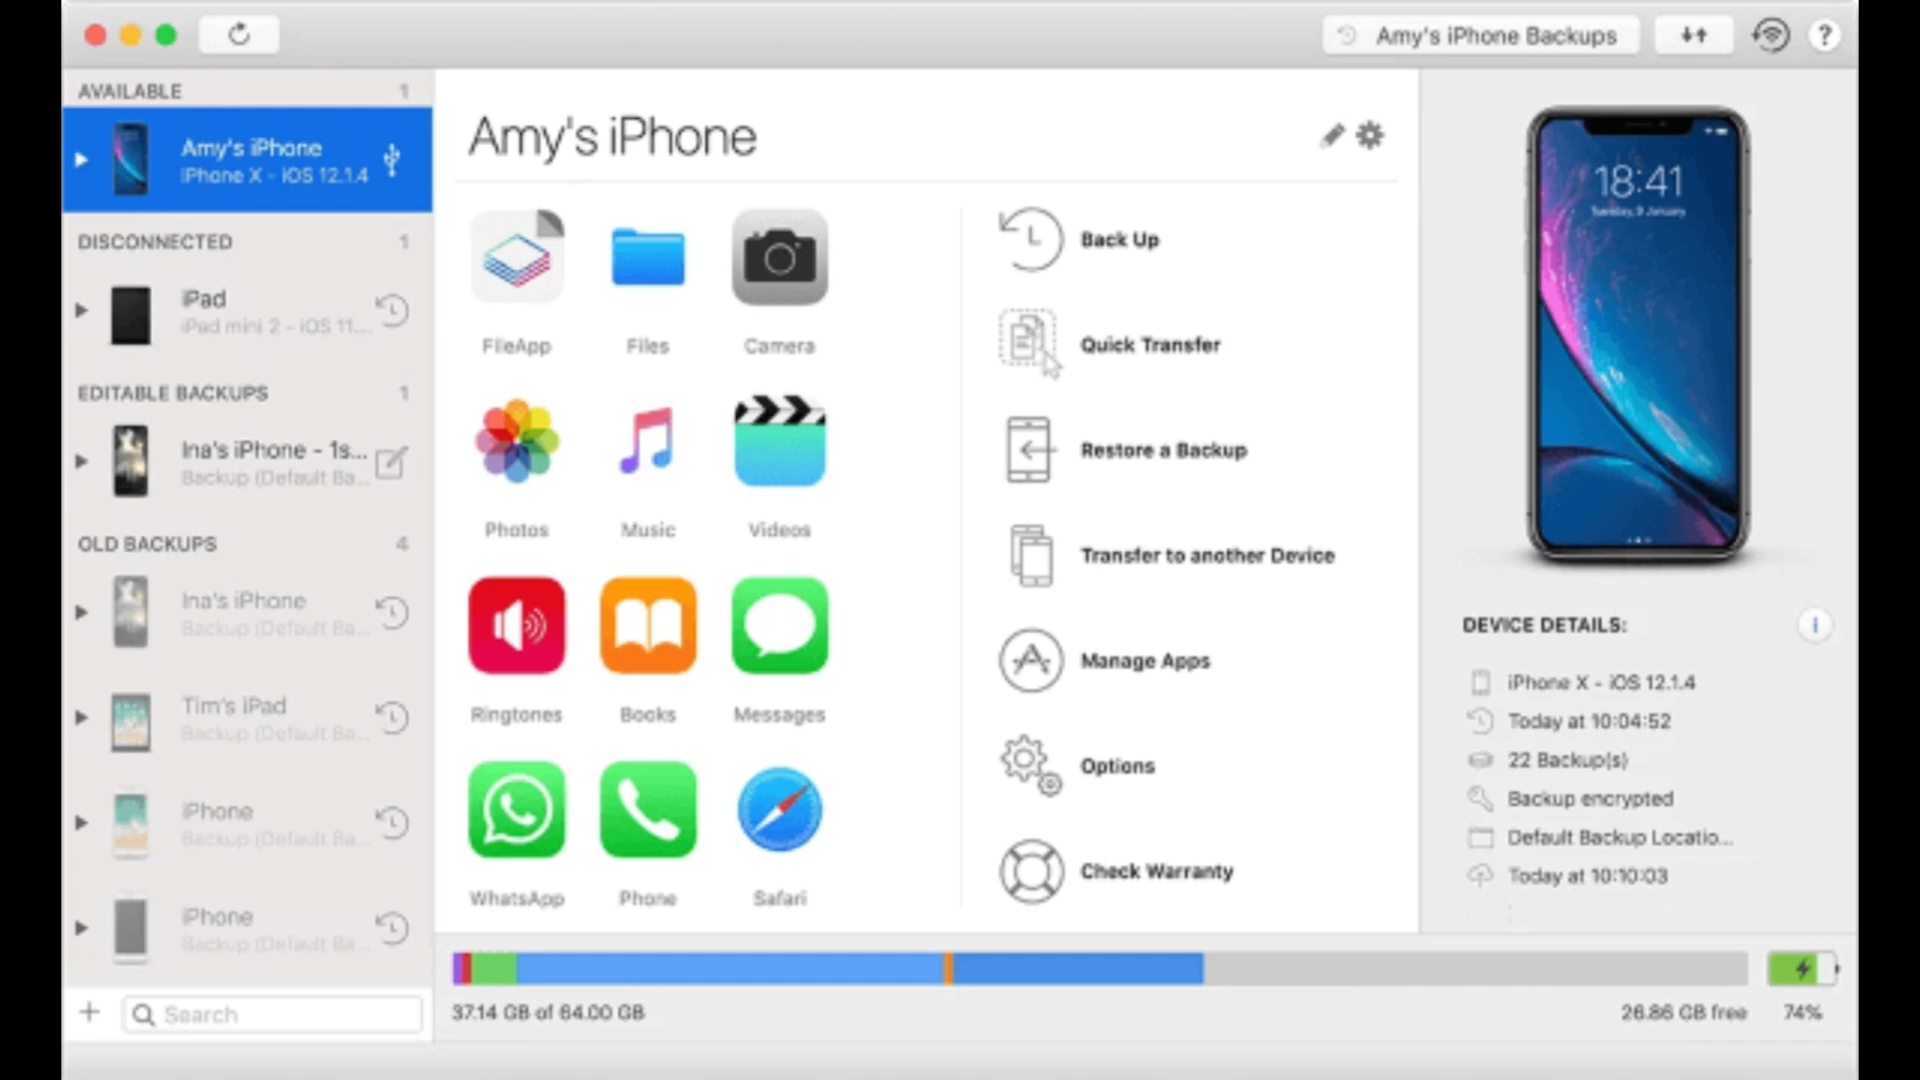 Amy's iPhone Backups
?
AVAILABLE 1
Amy's iPhone
iPhone X - iOS 12.1.4
DISCONNECTED 1
iPad
iPad mini 2 - iOS 11....
EDITABLE BACKUPS 1
Ina's iPhone - 1s...
Backup (Default Ba...
OLD BACKUPS 4
Ina's iPhone
Backup (Default Ba...
Tim's iPad
Backup (Default Ba...
iPhone
Backup (Default Ba...
iPhone
Backup (Default Ba...
+ Search
Amy's iPhone
FileApp Files Camera
Photos Music Videos
Ringtones Books Messages
WhatsApp Phone Safari
Back Up
Quick Transfer
Restore a Backup
Transfer to another Device
Manage Apps
Options
Check Warranty
18:41
Tuesday, 9 January
DEVICE DETAILS: i
iPhone X - iOS 12.1.4
Today at 10:04:52
22 Backup(s)
Backup encrypted
Default Backup Locatio...
Today at 10:10:03
37.14 GB of 64.00 GB
26.86 GB free
74%